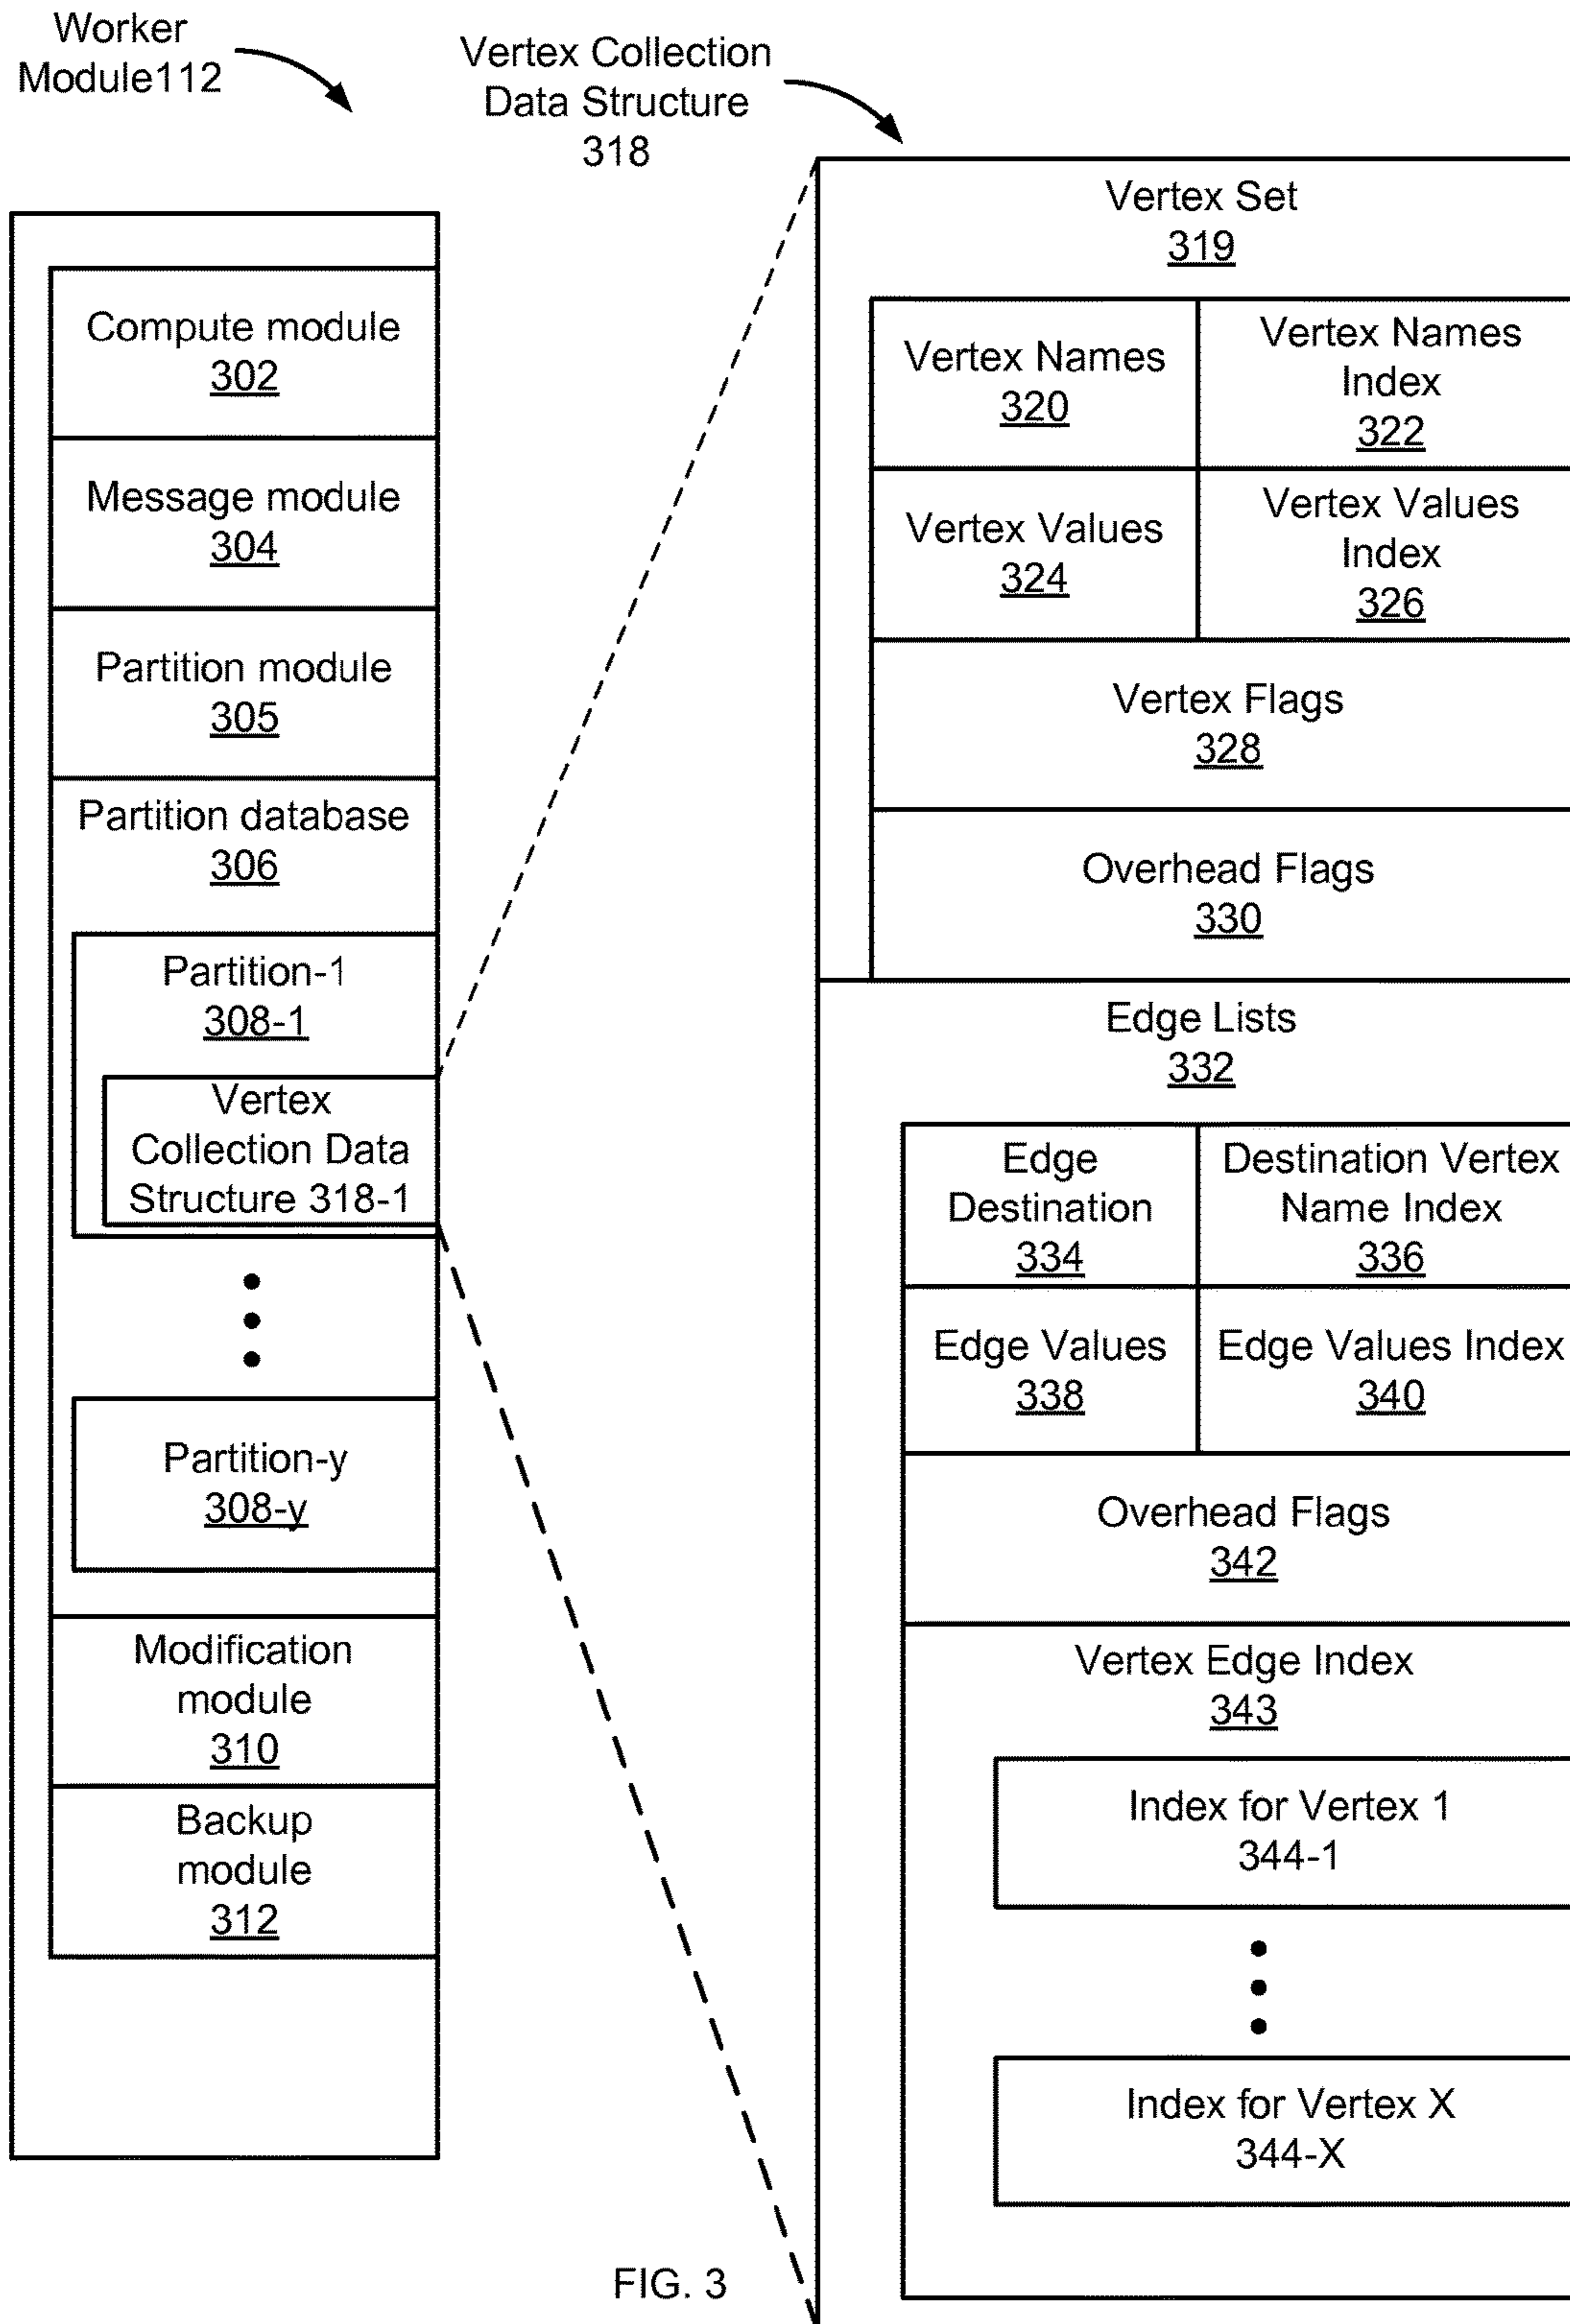 Worker
Module112
Vertex Collection
Data Structure
318
Compute module
302
Message module
304
Partition module
305
Partition database
306
Partition-1
308-1
Vertex
Collection Data
Structure 318-1
Partition-y
308-y
Modification
module
310
Backup
module
312
Vertex Set
319
Vertex Names
320
Vertex Names
Index
322
Vertex Values
324
Vertex Values
Index
326
Vertex Flags
328
Overhead Flags
330
Edge Lists
332
Edge
Destination
334
Destination Vertex
Name Index
336
Edge Values
338
Edge Values Index
340
Overhead Flags
342
Vertex Edge Index
343
Index for Vertex 1
344-1
Index for Vertex X
344-X
FIG. 3